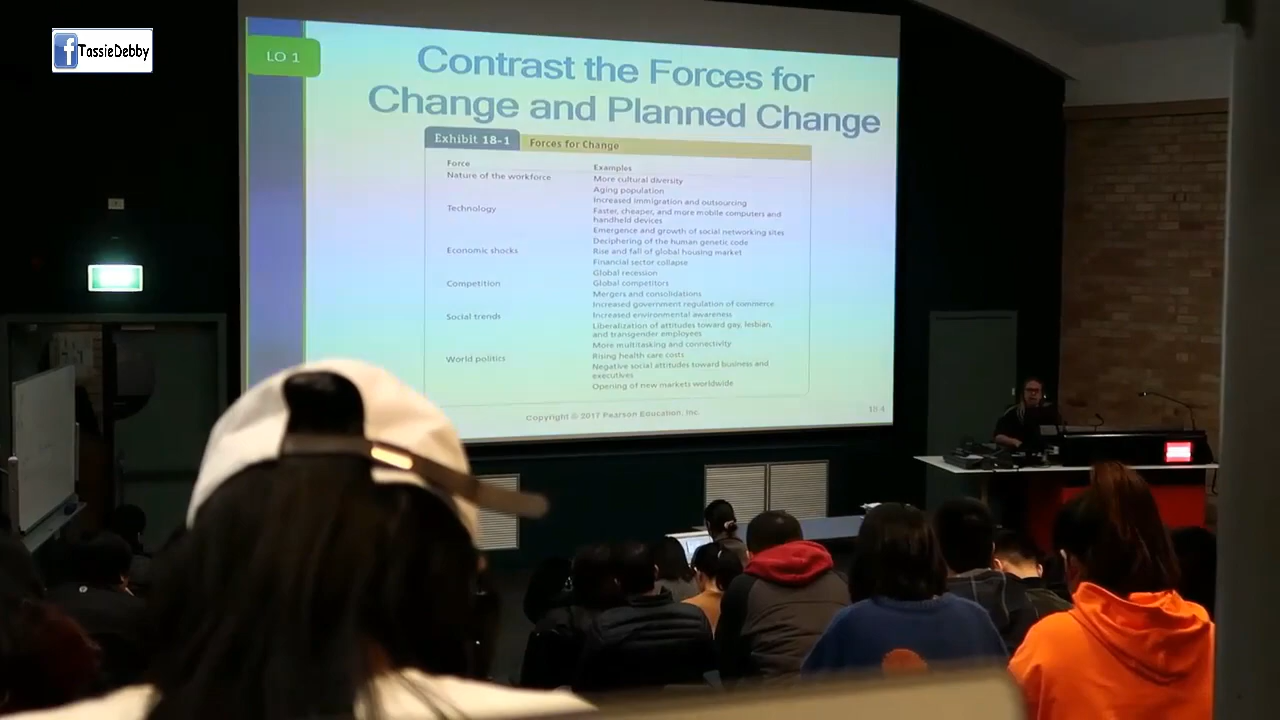 f TassieDebby
LO 1
Contrast the Forces for
Change and Planned Change
Exhibit 18-1 Forces for Change
Force Examples
Nature of the workforce More cultural diversity
Aging population
Increased immigration and outsourcing
Technology Faster, cheaper, and more mobile computers and
handheld devices
Emergence and growth of social networking sites
Deciphering of the human genetic code
Economic shocks Rise and fall of global housing market
Financial sector collapse
Global recession
Competition Global competitors
Mergers and consolidations
Increased government regulation of commerce
Social trends Increased environmental awareness
Liberalization of attitudes toward gay, lesbian,
and transgender employees
More multitasking and connectivity
World politics Rising health care costs
Negative social attitudes toward business and
executives
Opening of new markets worldwide
Copyright © 2017 Pearson Education, Inc.
18-4